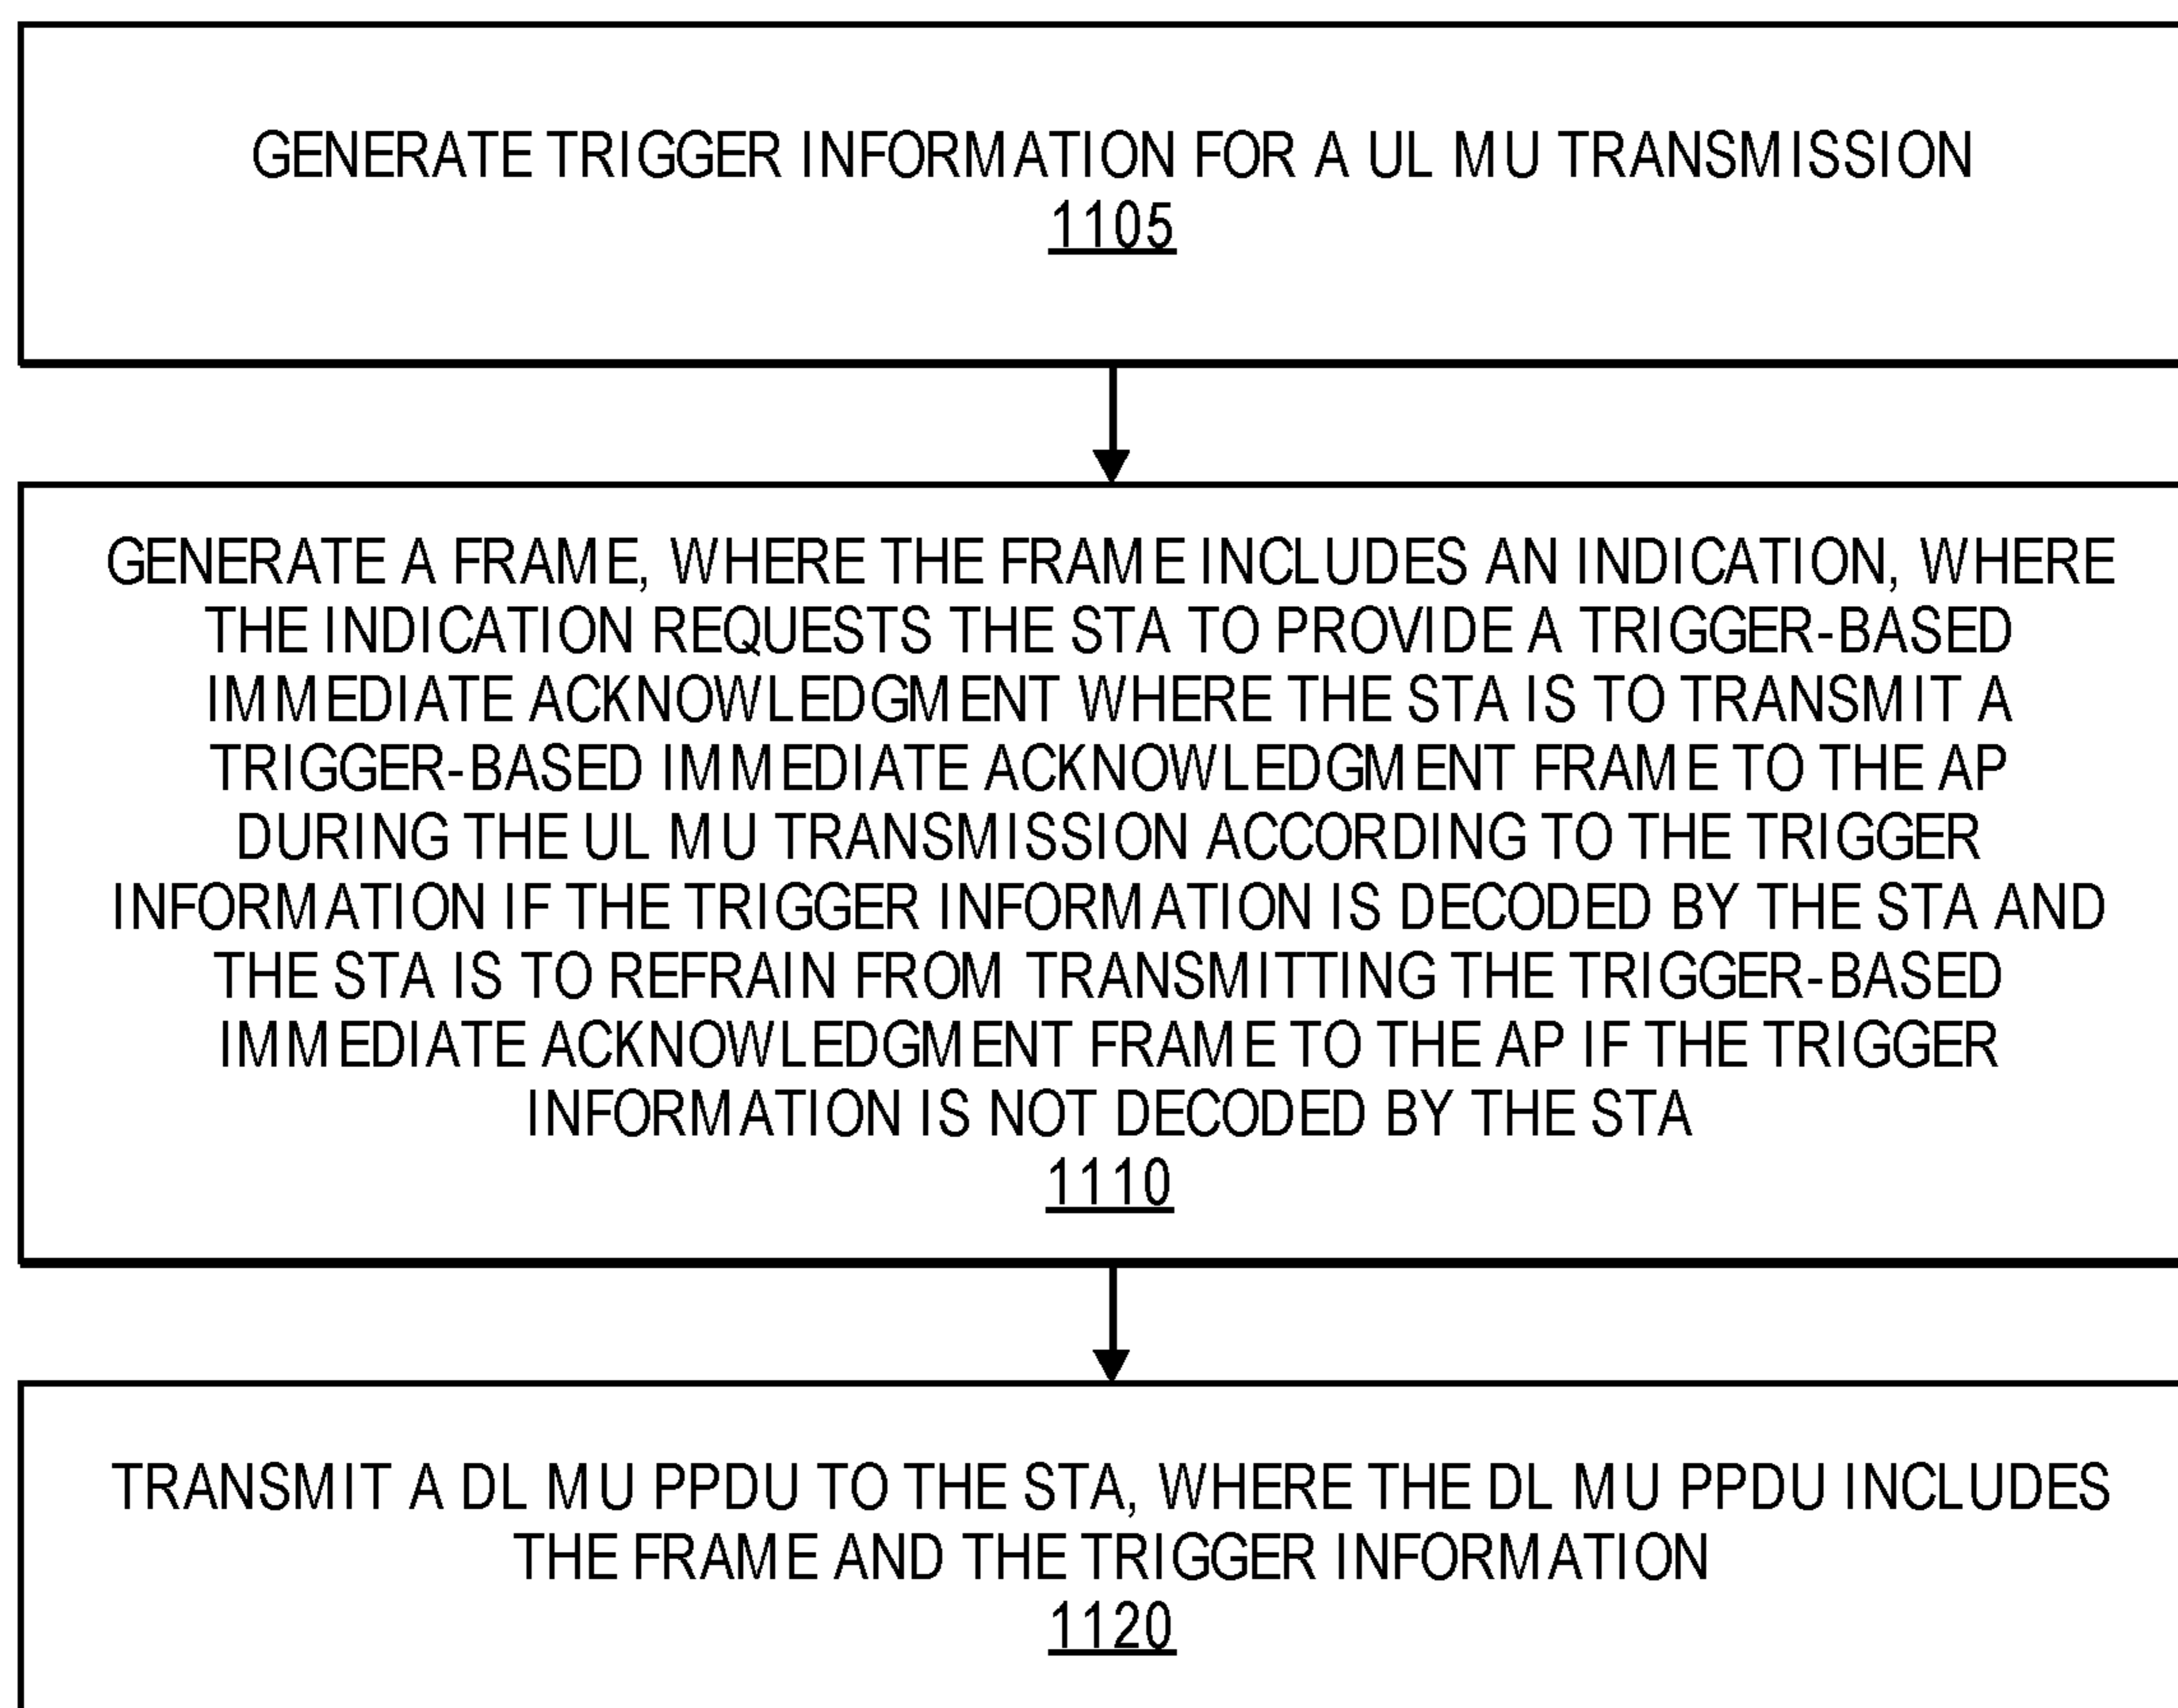 GENERATE TRIGGER INFORMATION FOR A UL MU TRANSMISSION
1105
GENERATE A FRAME, WHERE THE FRAME INCLUDES AN INDICATION, WHERE
THE INDICATION REQUESTS THE STA TO PROVIDE A TRIGGER-BASED
IMMEDIATE ACKNOWLEDGMENT WHERE THE STA IS TO TRANSMIT A
TRIGGER-BASED IMMEDIATE ACKNOWLEDGMENT FRAME TO THE AP
DURING THE UL MU TRANSMISSION ACCORDING TO THE TRIGGER
INFORMATION IF THE TRIGGER INFORMATION IS DECODED BY THE STA AND
THE STA IS TO REFRAIN FROM TRANSMITTING THE TRIGGER-BASED
IMMEDIATE ACKNOWLEDGMENT FRAME TO THE AP IF THE TRIGGER
INFORMATION IS NOT DECODED BY THE STA
1110
TRANSMIT A DL MU PPDU TO THE STA, WHERE THE DL MU PPDU INCLUDES
THE FRAME AND THE TRIGGER INFORMATION
1120